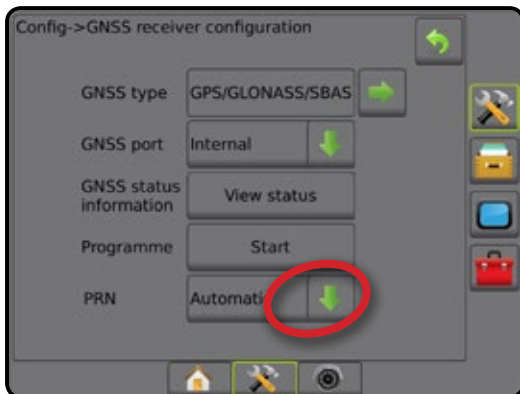 Config->GNSS receiver configuration
GNSS type GPS/GLONASS/SBAS
GNSS port Internal
GNSS status
information View status
Programme Start
PRN